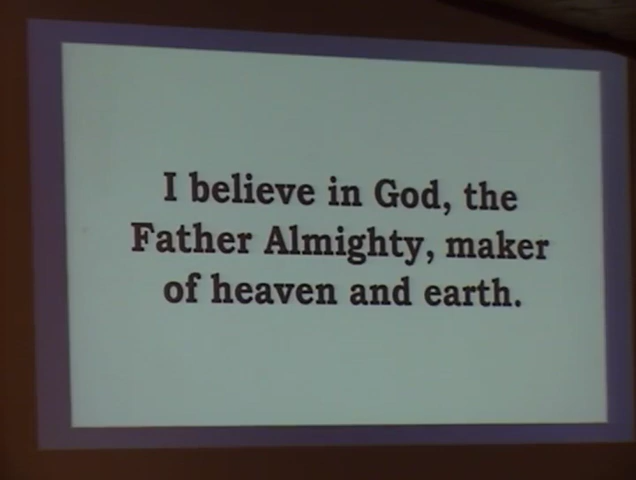 I believe in God, the
Father Almighty, maker
of heaven and earth.